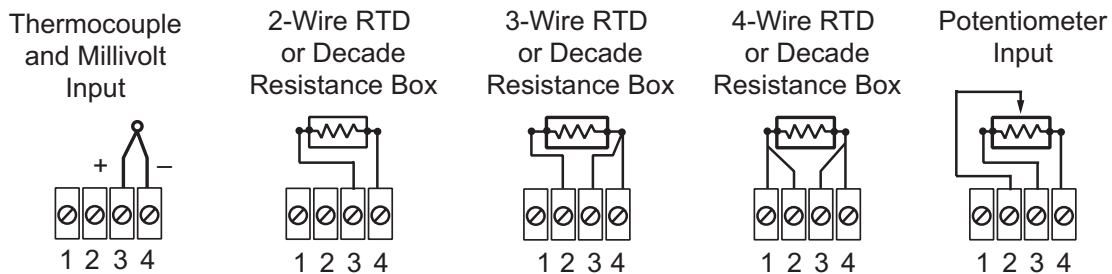 Thermocouple
and Millivolt
Input
+ –
1 2 3 4
2-Wire RTD
or Decade
Resistance Box
1 2 3 4
3-Wire RTD
or Decade
Resistance Box
1 2 3 4
4-Wire RTD
or Decade
Resistance Box
1 2 3 4
Potentiometer
Input
1 2 3 4